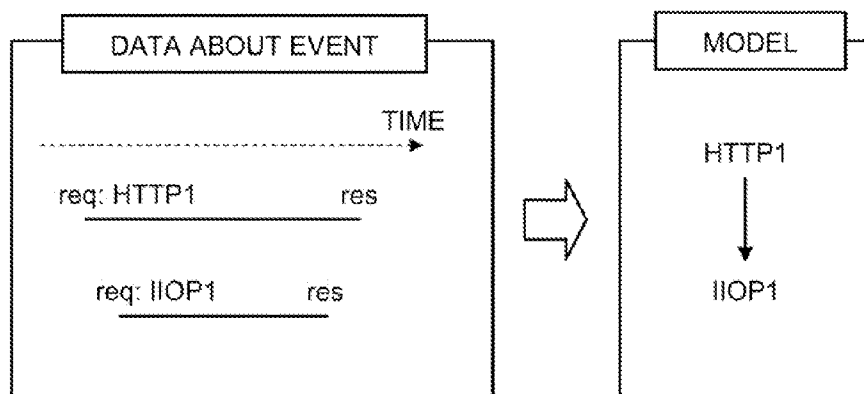 DATA ABOUT EVENT
TIME
req: HTTP1 res
req: IIOP1 res
MODEL
HTTP1
IIOP1